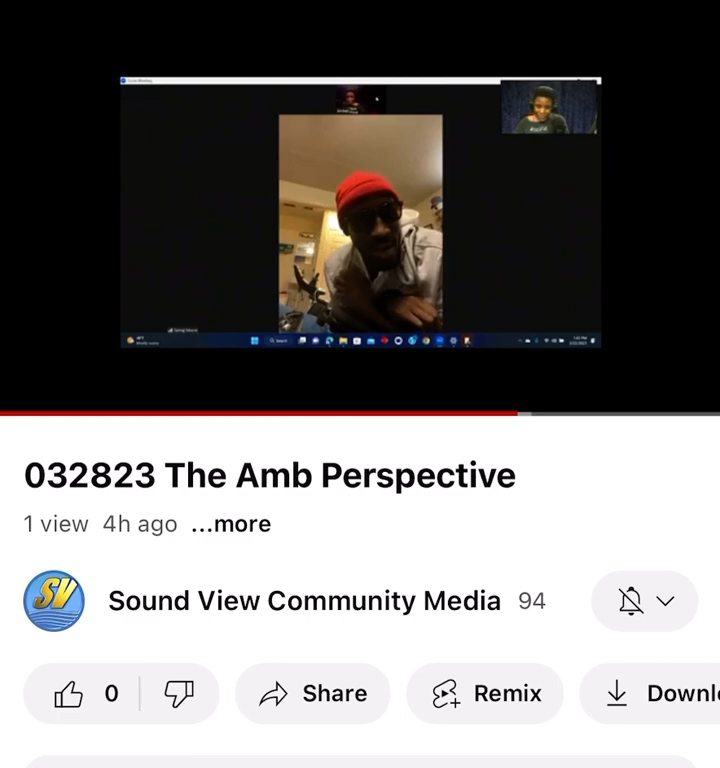 032823 The Amb Perspective
1 view 4h ago ...more
SV
Sound View Community Media 94
0 Share Remix Downl